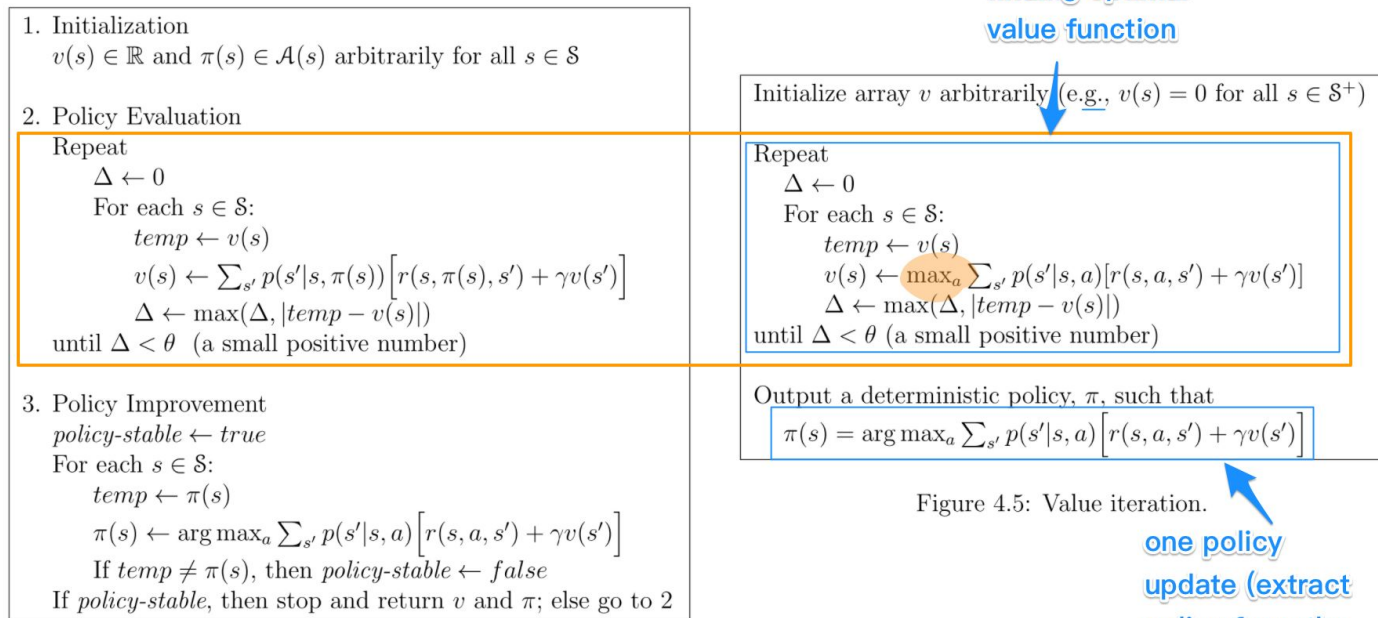 1. Initialization
v(s) ∈ ℝ and π(s) ∈ 𝒜(s) arbitrarily for all s ∈ 𝒮
2. Policy Evaluation
Repeat
Δ ← 0
For each s ∈ 𝒮:
temp ← v(s)
v(s) ← ∑ₛ′ p(s′|s, π(s)) [r(s, π(s), s′) + γv(s′)]
Δ ← max(Δ, |temp − v(s)|)
until Δ < θ (a small positive number)
3. Policy Improvement
policy-stable ← true
For each s ∈ 𝒮:
temp ← π(s)
π(s) ← arg maxₐ ∑ₛ′ p(s′|s, a) [r(s, a, s′) + γv(s′)]
If temp ≠ π(s), then policy-stable ← false
If policy-stable, then stop and return v and π; else go to 2
value function
Initialize array v arbitrarily (e.g., v(s) = 0 for all s ∈ 𝒮⁺)
Repeat
Δ ← 0
For each s ∈ 𝒮:
temp ← v(s)
v(s) ← maxₐ ∑ₛ′ p(s′|s, a)[r(s, a, s′) + γv(s′)]
Δ ← max(Δ, |temp − v(s)|)
until Δ < θ (a small positive number)
Output a deterministic policy, π, such that
π(s) = arg maxₐ ∑ₛ′ p(s′|s, a) [r(s, a, s′) + γv(s′)]
Figure 4.5: Value iteration.
one policy
update (extract